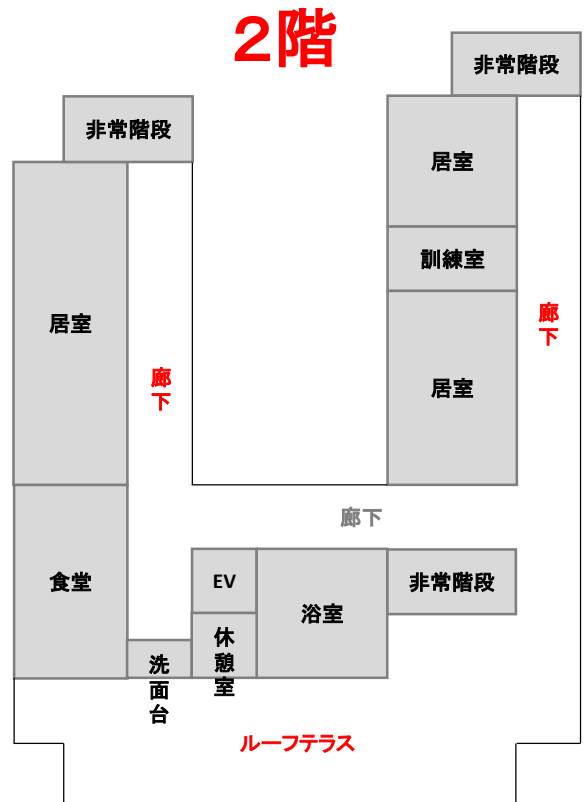 2階
非常階段
非常階段
居室
訓練室
居室
廊下
居室
廊下
廊下
食堂
EV
浴室
非常階段
休憩室
洗面台
ルーフテラス